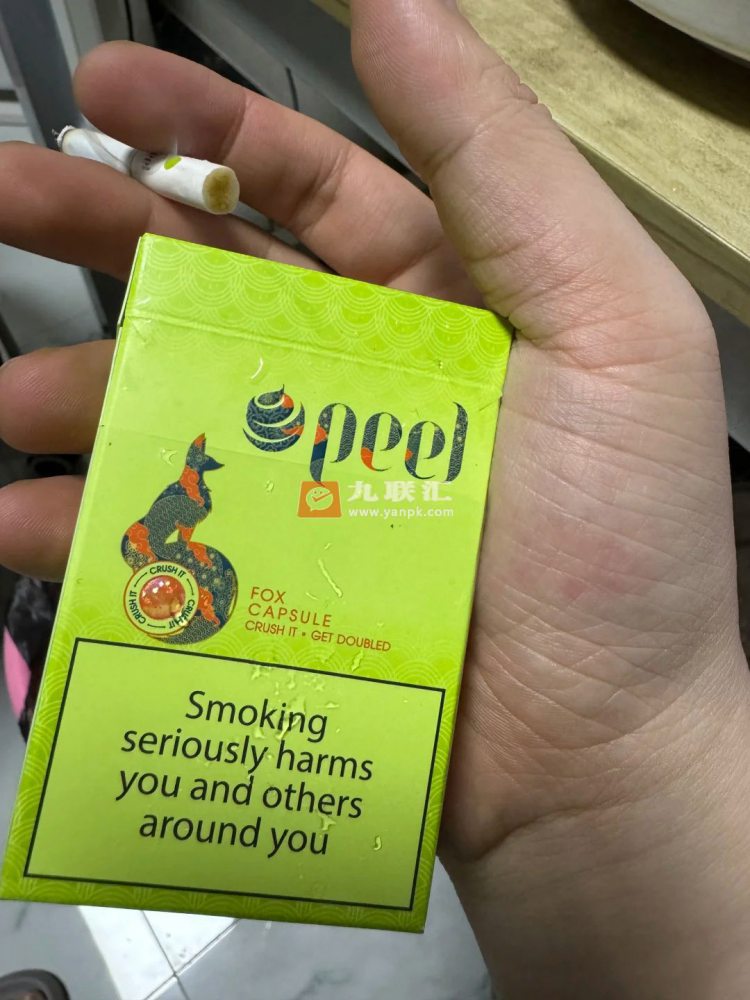 peel
九联汇
www.yanpk.com
CRUSH IT
CRUSH IT
CRUSH IT
FOX
CAPSULE
CRUSH IT • GET DOUBLED
Smoking
seriously harms
you and others
around you